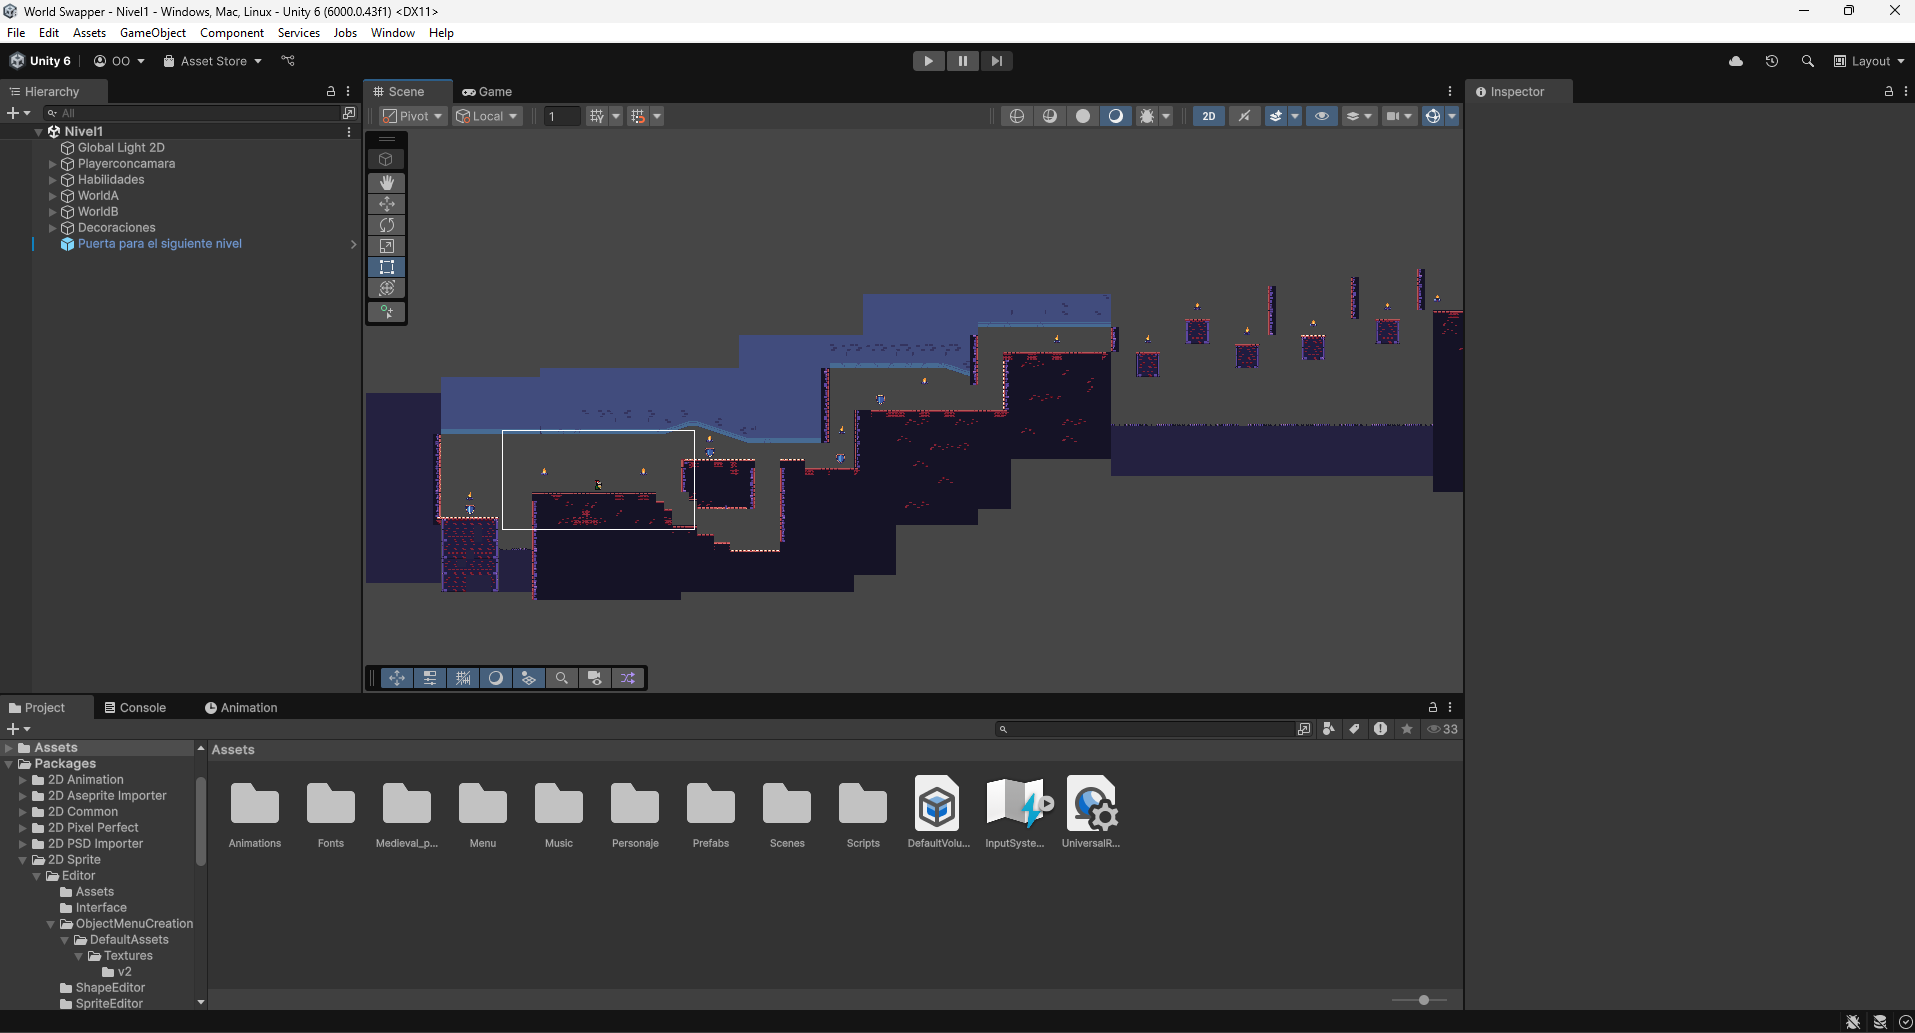 World Swapper - Nivel1 - Windows, Mac, Linux - Unity 6 (6000.0.43f1) <DX11>
File Edit Assets GameObject Component Services Jobs Window Help
Unity 6 OO Asset Store Layout
Hierarchy
Scene Game
Inspector
All
Pivot Local 1 2D
Nivel1
Global Light 2D
Playerconcamara
Habilidades
WorldA
WorldB
Decoraciones
Puerta para el siguiente nivel
Project Console Animation
33
Assets
Packages
2D Animation
2D Aseprite Importer
2D Common
2D Pixel Perfect
2D PSD Importer
2D Sprite
Editor
Assets
Interface
ObjectMenuCreation
DefaultAssets
Textures
v2
ShapeEditor
SpriteEditor
Assets
Animations Fonts Medieval_p... Menu Music Personaje Prefabs Scenes Scripts DefaultVolu... InputSyste... UniversalR...